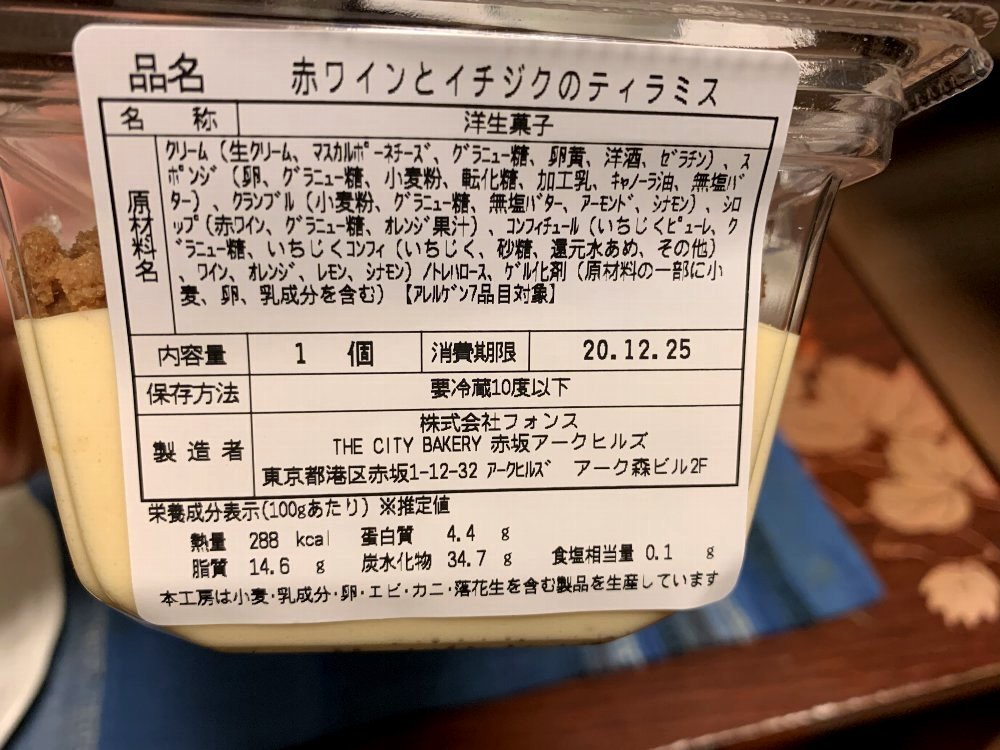 品名 赤ワインとイチジクのティラミス
名称 洋生菓子
原材料名
クリーム（生クリーム、マスカルポーネチーズ、グラニュー糖、卵黄、洋酒、ゼラチン）、ス
ポンジ（卵、グラニュー糖、小麦粉、転化糖、加工乳、キャノーラ油、無塩バ
ター）、クランブル（小麦粉、グラニュー糖、無塩バター、アーモンド、シナモン）、シロ
ップ（赤ワイン、グラニュー糖、オレンジ果汁）、コンフィチュール（いちじくピューレ、グ
ラニュー糖、いちじくコンフィ（いちじく、砂糖、還元水あめ、その他）
、ワイン、オレンジ、レモン、シナモン）／トレハロース、ゲル化剤（原材料の一部に小
麦、卵、乳成分を含む）【アレルゲン7品目対象】
内容量 1 個 消費期限 20.12.25
保存方法 要冷蔵10度以下
製造者
株式会社フォンス
THE CITY BAKERY 赤坂アークヒルズ
東京都港区赤坂1-12-32 アークヒルズ アーク森ビル2F
栄養成分表示(100gあたり) ※推定値
熱量 288 kcal 蛋白質 4.4 g
脂質 14.6 g 炭水化物 34.7 g 食塩相当量 0.1 g
本工房は小麦・乳成分・卵・エビ・カニ・落花生を含む製品を生産しています